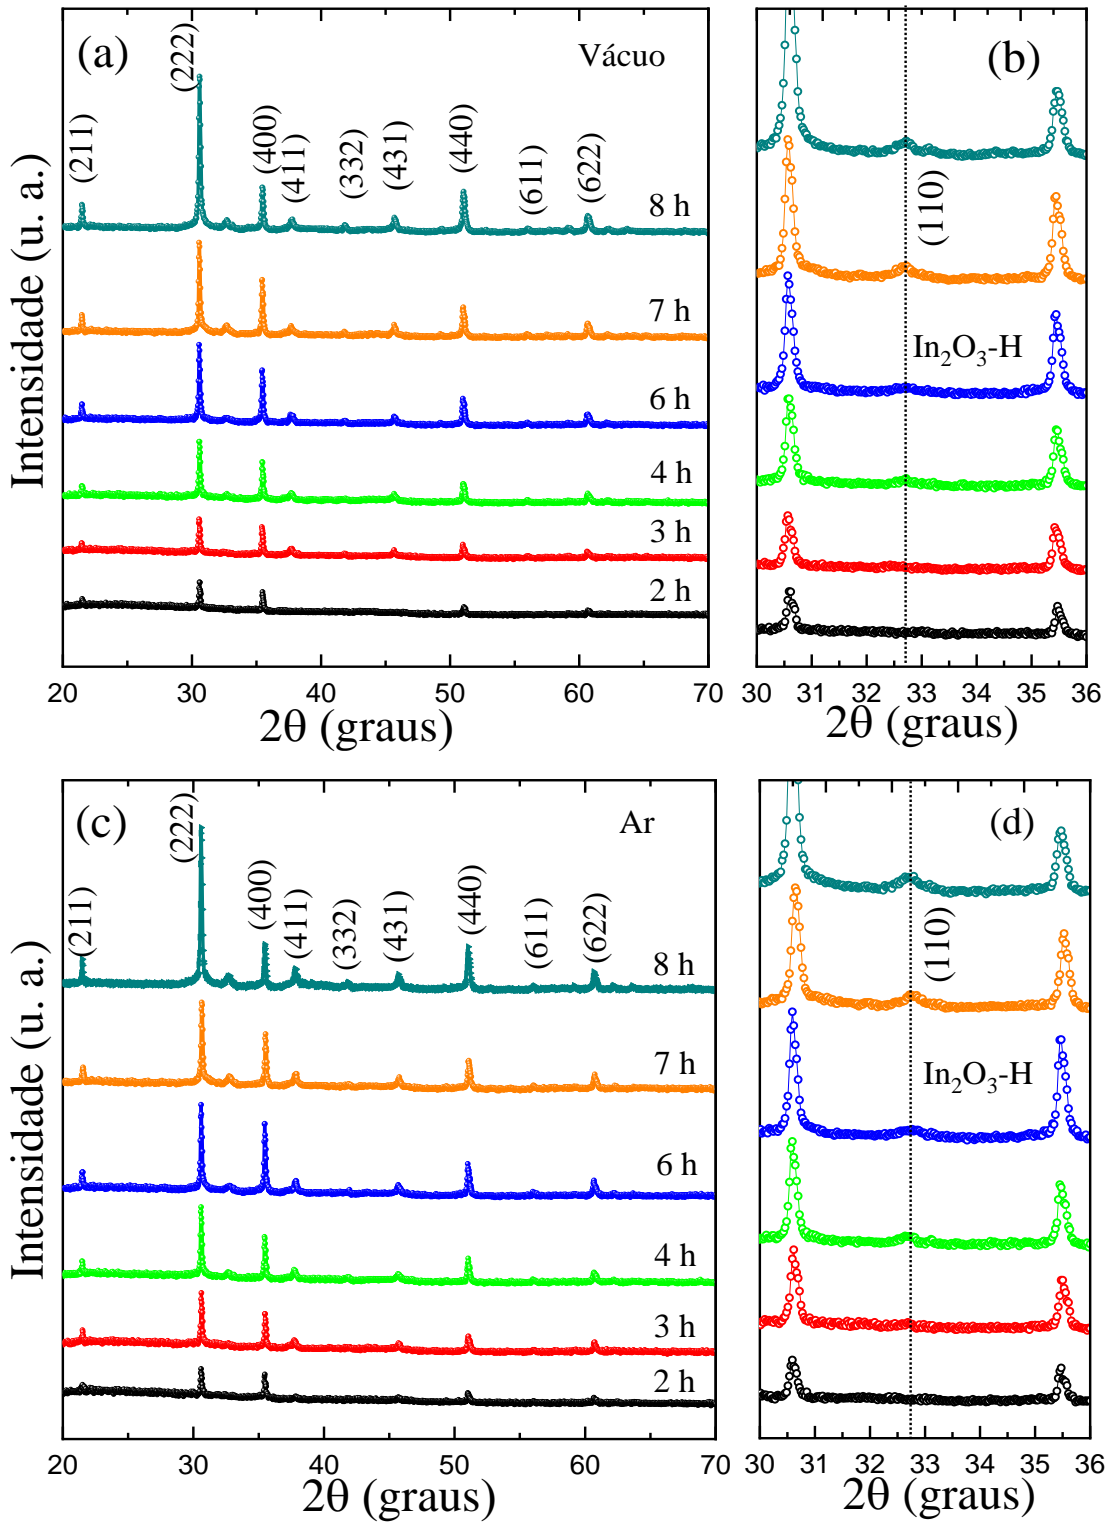 (a)
Vácuo
(211)
(222)
(400)
(411)
(332)
(431)
(440)
(611)
(622)
8 h
7 h
6 h
4 h
3 h
2 h
Intensidade (u. a.)
20 30 40 50 60 70
2θ (graus)
(b)
(110)
In₂O₃-H
30 31 32 33 34 35 36
2θ (graus)
(c)
Ar
(211)
(222)
(400)
(411)
(332)
(431)
(440)
(611)
(622)
8 h
7 h
6 h
4 h
3 h
2 h
Intensidade (u. a.)
20 30 40 50 60 70
2θ (graus)
(d)
(110)
In₂O₃-H
30 31 32 33 34 35 36
2θ (graus)